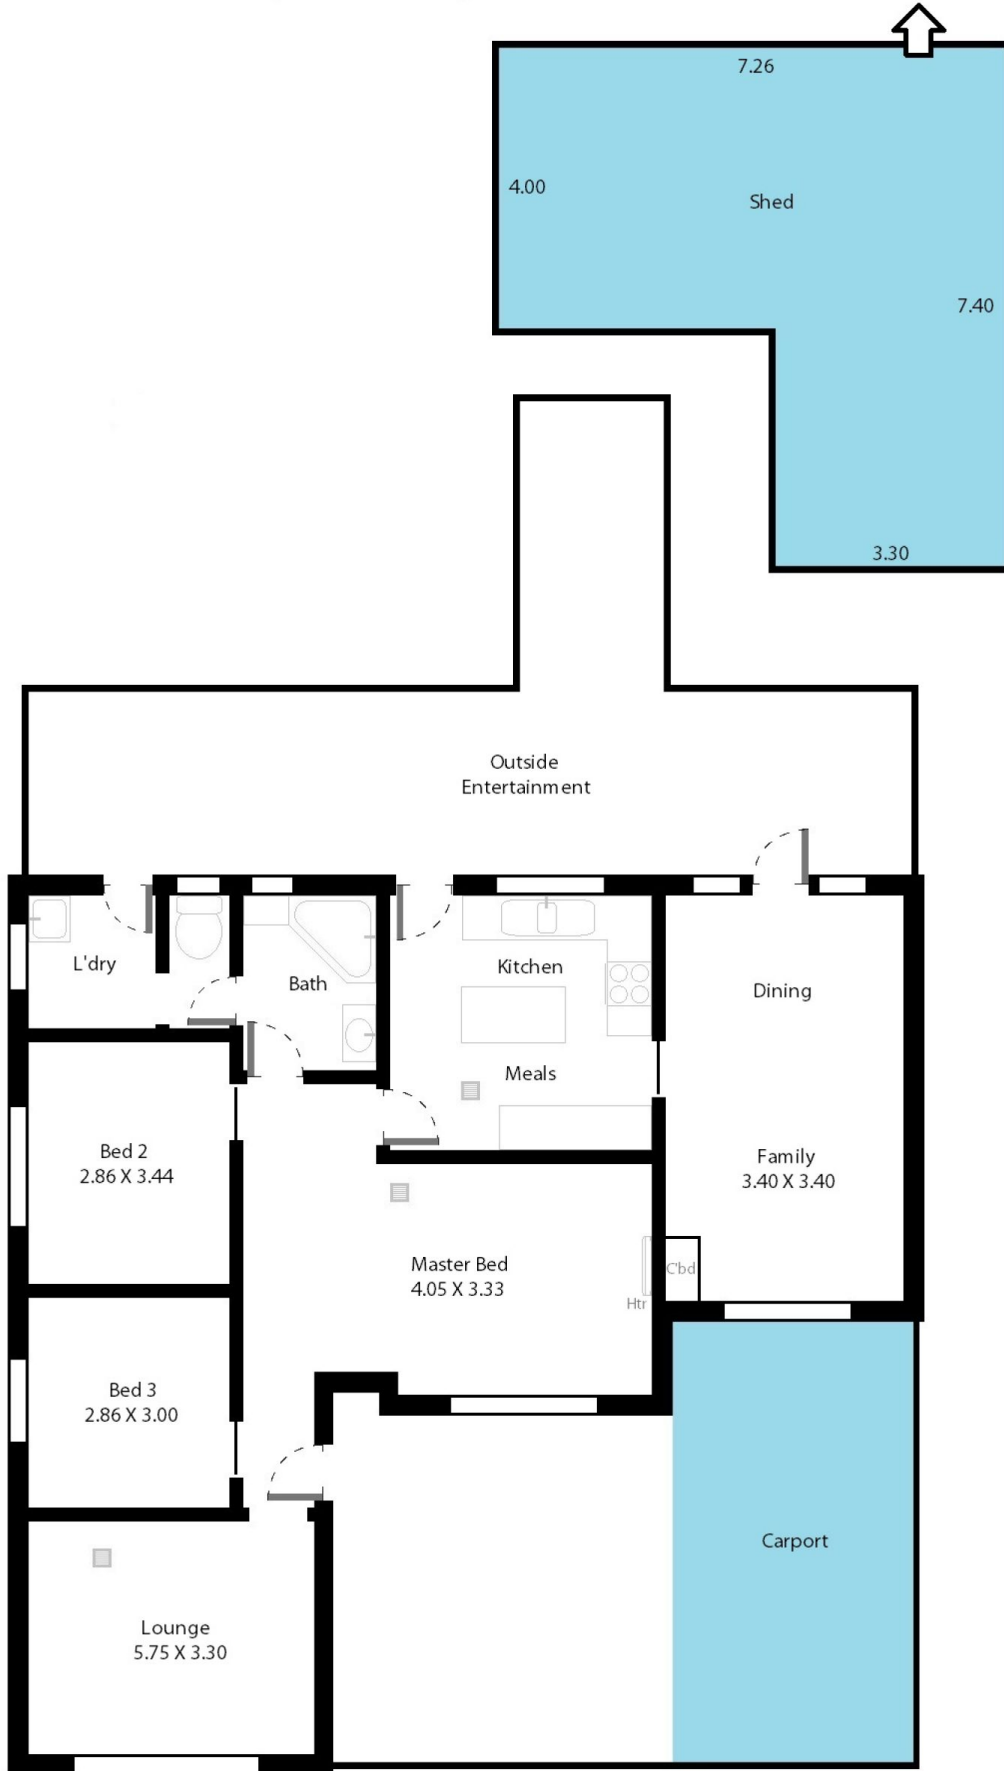 7.26
4.00
Shed
7.40
3.30
Outside
Entertainment
L'dry
Bath
Kitchen
Dining
Meals
Bed 2
2.86 X 3.44
Family
3.40 X 3.40
Master Bed
4.05 X 3.33
C'bd
Htr
Bed 3
2.86 X 3.00
Carport
Lounge
5.75 X 3.30